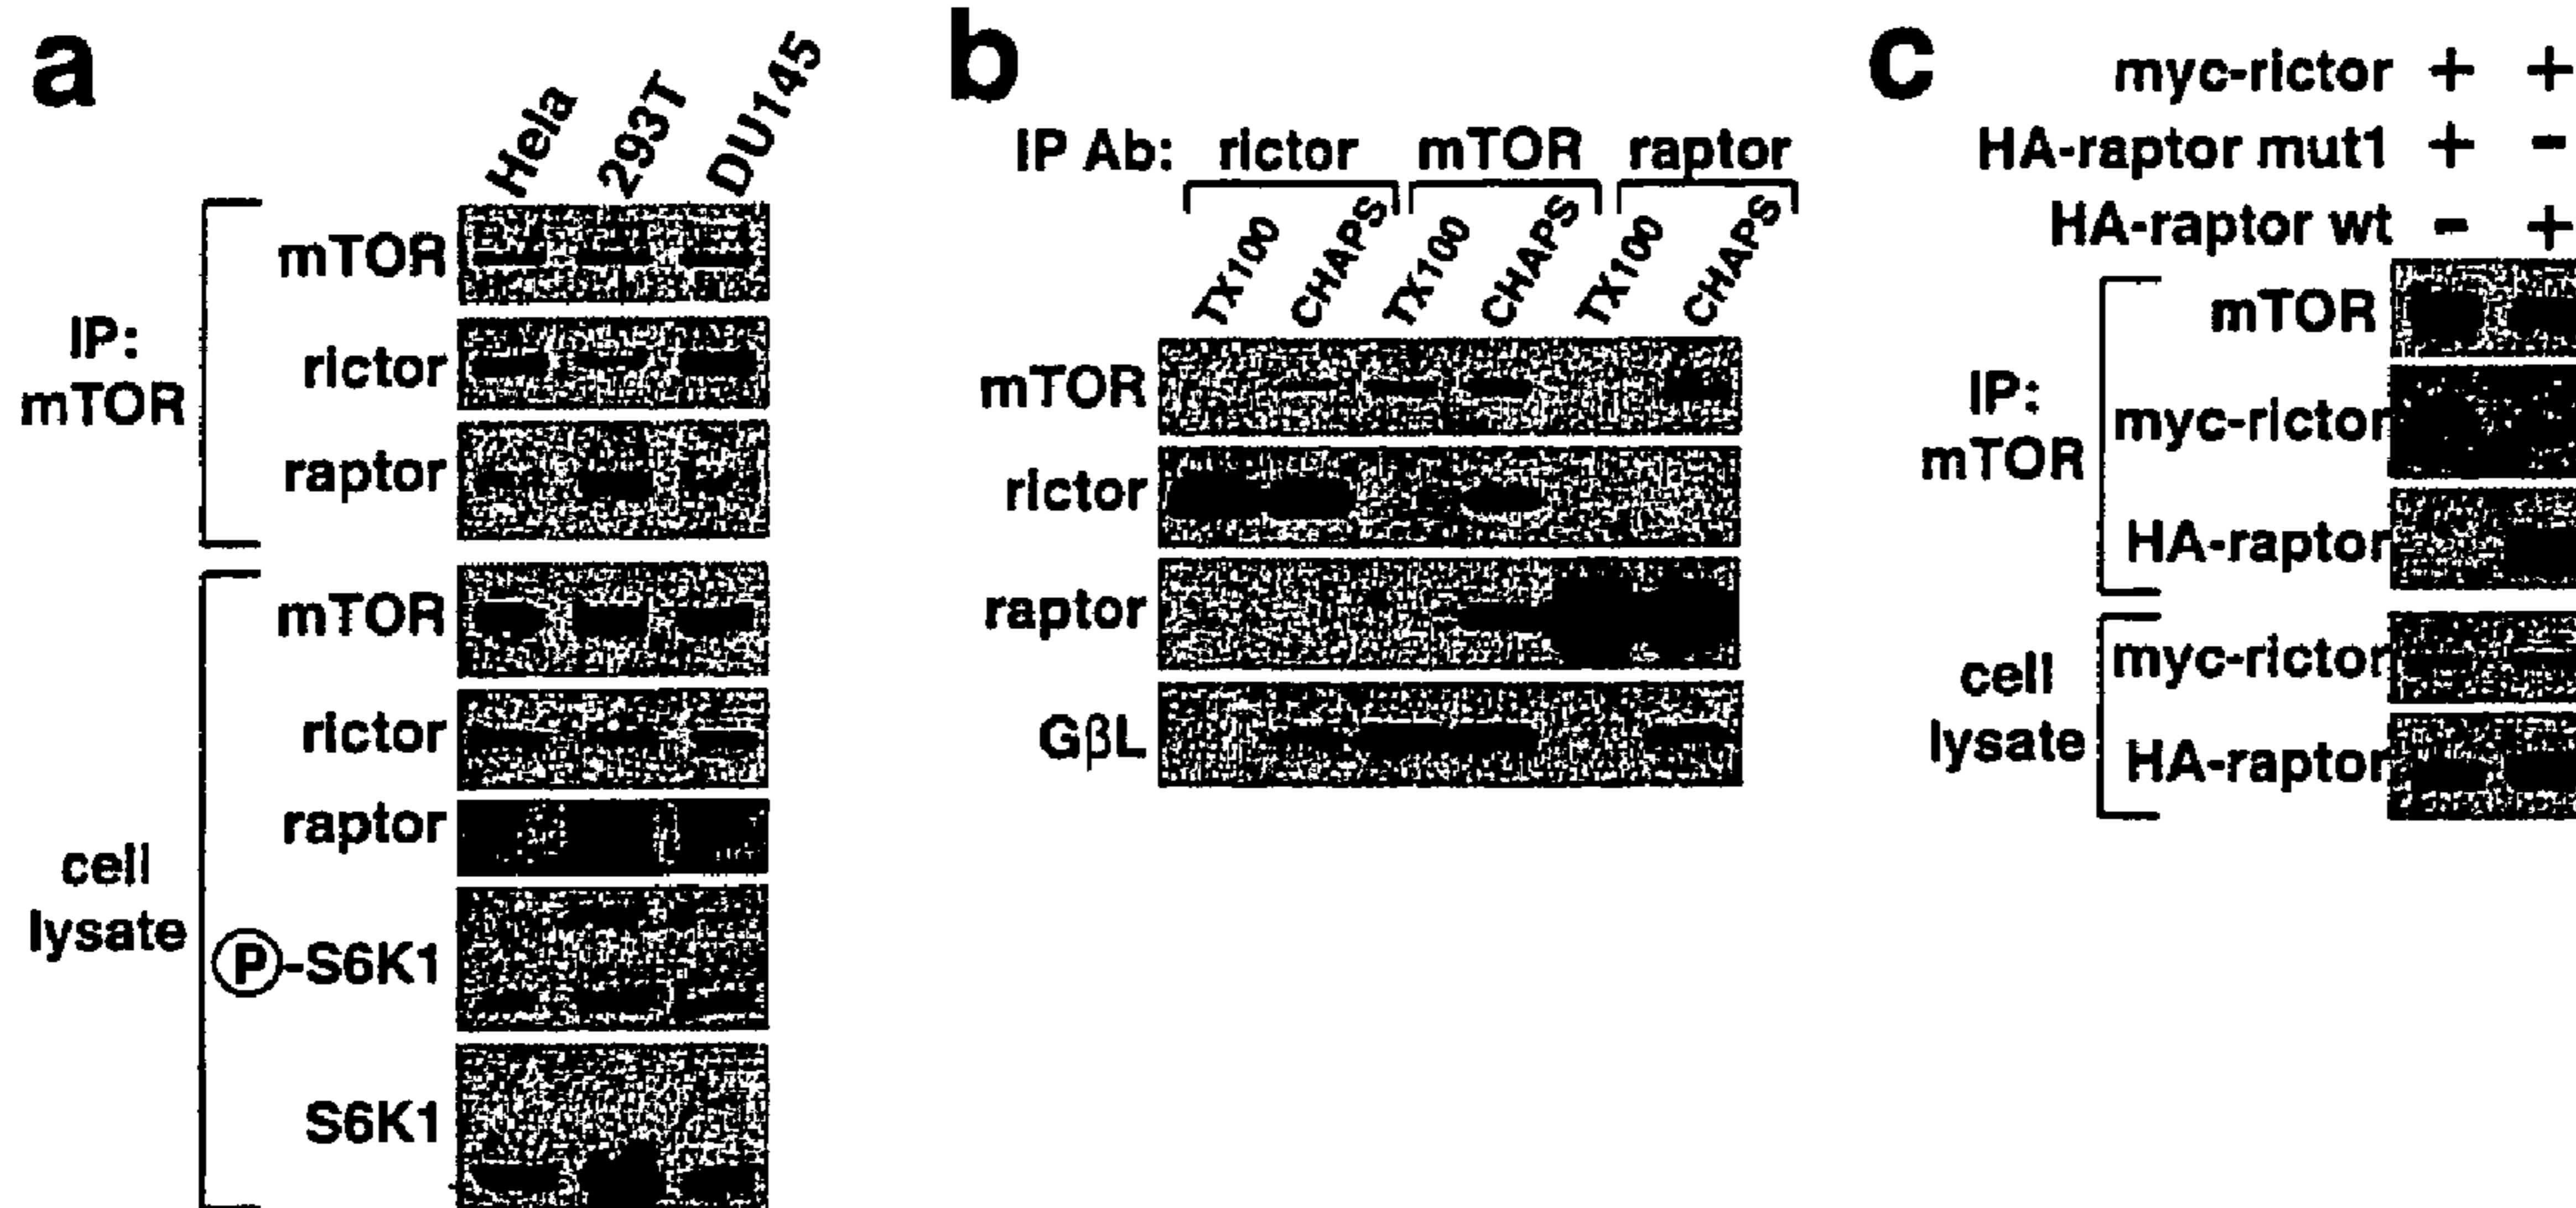 a
Hela 293T DU145
IP:
mTOR
mTOR
rictor
raptor
cell
lysate
mTOR
rictor
raptor
P-S6K1
S6K1
b
IP Ab: rictor mTOR raptor
TX100 CHAPS TX100 CHAPS TX100 CHAPS
mTOR
rictor
raptor
GβL
c
myc-rictor + +
HA-raptor mut1 + -
HA-raptor wt - +
IP:
mTOR
mTOR
myc-rictor
HA-raptor
cell
lysate
myc-rictor
HA-raptor